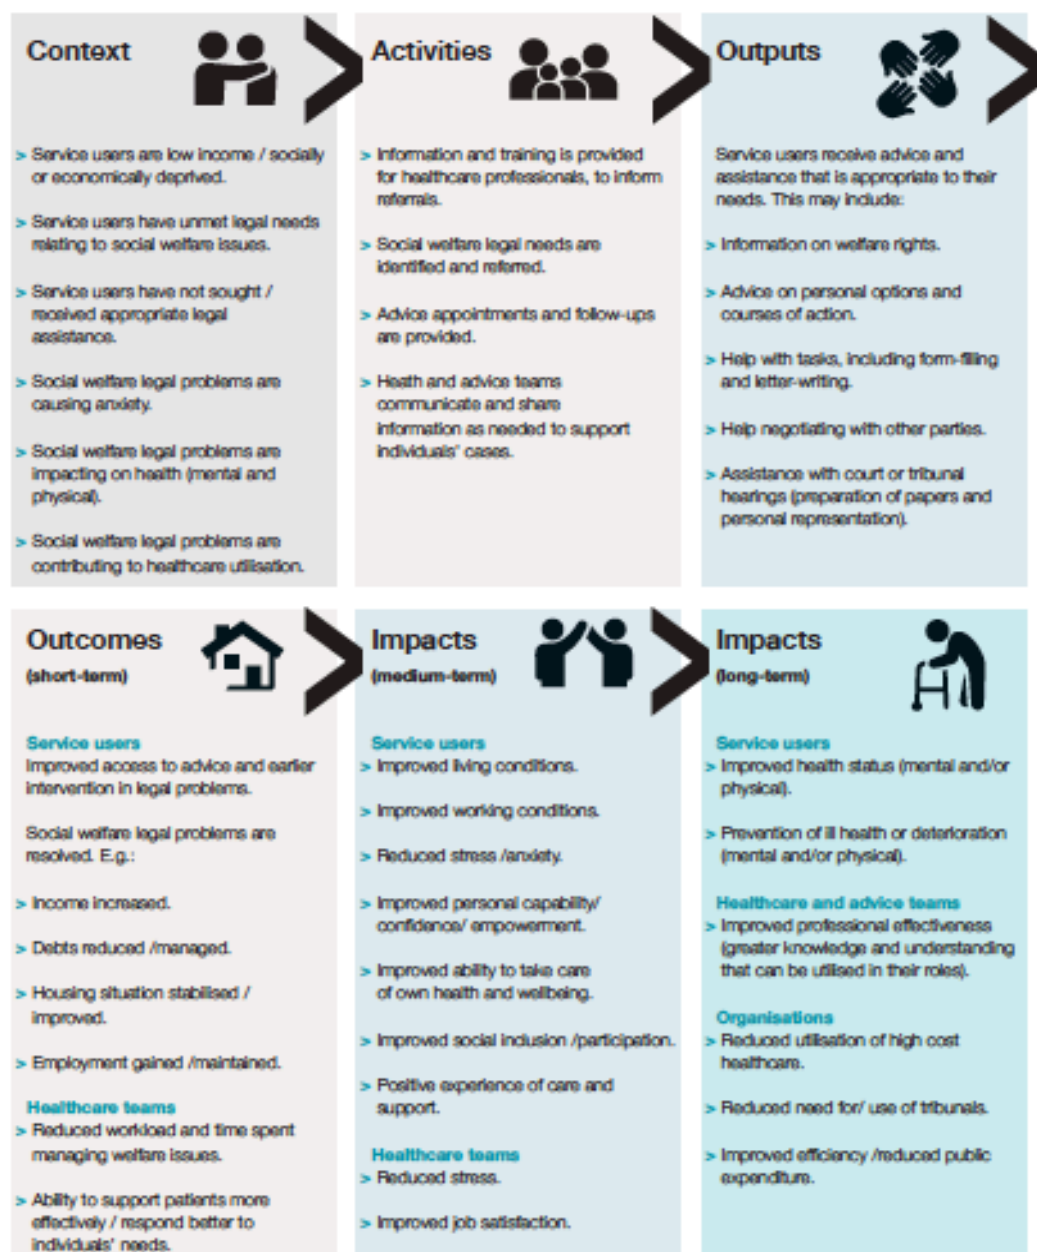 Context
> Service users are low income / socially
or economically deprived.
> Service users have unmet legal needs
relating to social welfare issues.
> Service users have not sought /
received appropriate legal
assistance.
> Social welfare legal problems are
causing anxiety.
> Social welfare legal problems are
impacting on health (mental and
physical).
> Social welfare legal problems are
contributing to healthcare utilisation.
Activities
> Information and training is provided
for healthcare professionals, to inform
referrals.
> Social welfare legal needs are
identified and referred.
> Advice appointments and follow-ups
are provided.
> Heath and advice teams
communicate and share
information as needed to support
individuals' cases.
Outputs
Service users receive advice and
assistance that is appropriate to their
needs. This may include:
> Information on welfare rights.
> Advice on personal options and
courses of action.
> Help with tasks, including form-filling
and letter-writing.
> Help negotiating with other parties.
> Assistance with court or tribunal
hearings (preparation of papers and
personal representation).
Outcomes
(short-term)
Service users
Improved access to advice and earlier
intervention in legal problems.
Social welfare legal problems are
resolved. E.g.:
> Income increased.
> Debts reduced /managed.
> Housing situation stabilised /
improved.
> Employment gained /maintained.
Healthcare teams
> Reduced workload and time spent
managing welfare issues.
> Ability to support patients more
effectively / respond better to
individuals' needs.
Impacts
(medium-term)
Service users
> Improved living conditions.
> Improved working conditions.
> Reduced stress /anxiety.
> Improved personal capability/
confidence/ empowerment.
> Improved ability to take care
of own health and wellbeing.
> Improved social inclusion /participation.
> Positive experience of care and
support.
Healthcare teams
> Reduced stress.
> Improved job satisfaction.
Impacts
(long-term)
Service users
> Improved health status (mental and/or
physical).
> Prevention of ill health or deterioration
(mental and/or physical).
Healthcare and advice teams
> Improved professional effectiveness
(greater knowledge and understanding
that can be utilised in their roles).
Organisations
> Reduced utilisation of high cost
healthcare.
> Reduced need for/ use of tribunals.
> Improved efficiency /reduced public
expenditure.